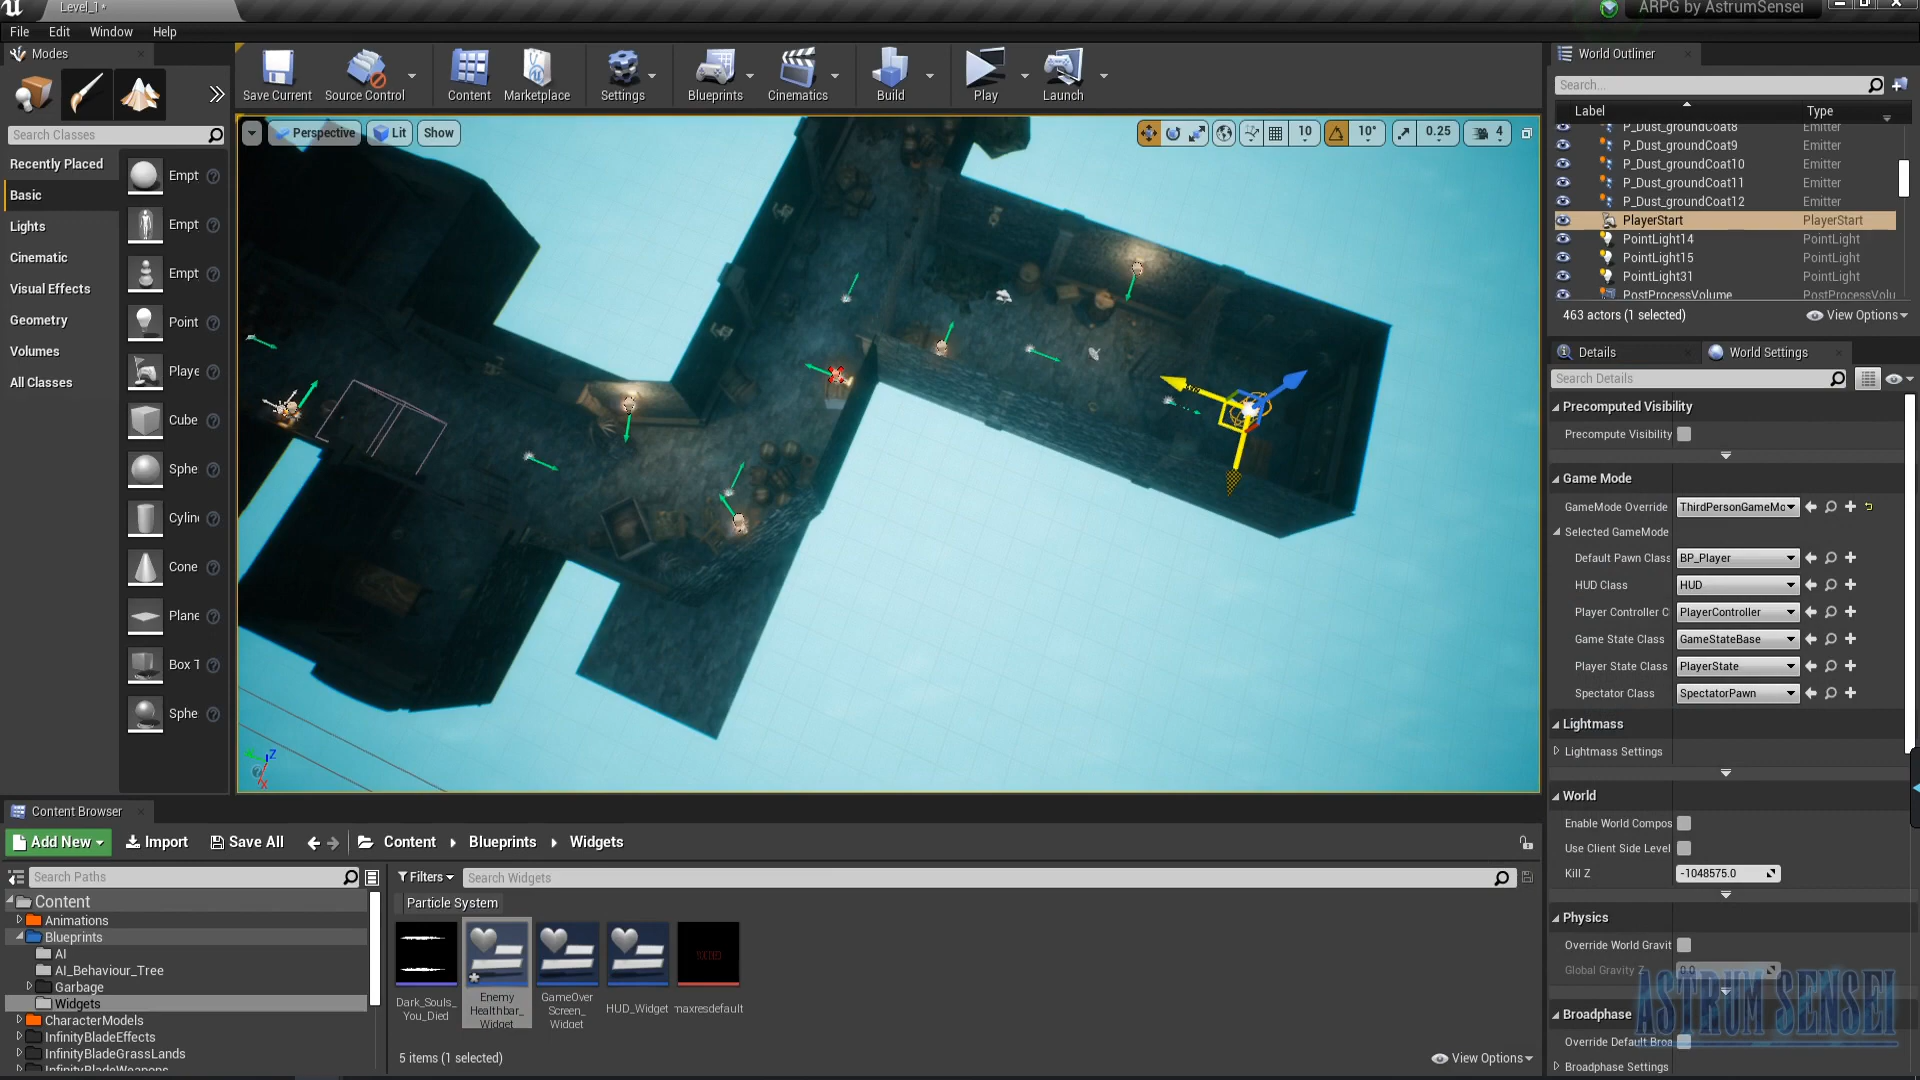 Level_1*
ARPG by AstrumSensei
File Edit Window Help
Modes
Search Classes
Recently Placed
Basic
Lights
Cinematic
Visual Effects
Geometry
Volumes
All Classes
Empt
Empt
Empt
Point
Playe
Cube
Sphe
Cylin
Cone
Plane
Box T
Sphe
Save Current
Source Control
Content
Marketplace
Settings
Blueprints
Cinematics
Build
Play
Launch
Perspective
Lit
Show
10
10°
0.25
4
Z
X
World Outliner
Search...
Label Type
P_Dust_groundCoat8 Emitter
P_Dust_groundCoat9 Emitter
P_Dust_groundCoat10 Emitter
P_Dust_groundCoat11 Emitter
P_Dust_groundCoat12 Emitter
PlayerStart PlayerStart
PointLight14 PointLight
PointLight15 PointLight
PointLight31 PointLight
PostProcessVolume PostProcessVolu
463 actors (1 selected)
View Options
Details
World Settings
Search Details
Precomputed Visibility
Precompute Visibility
Game Mode
GameMode Override ThirdPersonGameMo
Selected GameMode
Default Pawn Class BP_Player
HUD Class HUD
Player Controller C PlayerController
Game State Class GameStateBase
Player State Class PlayerState
Spectator Class SpectatorPawn
Lightmass
Lightmass Settings
World
Enable World Compos
Use Client Side Level
Kill Z -1048575.0
Physics
Override World Gravit
Global Gravity Z 0.0
ASTRUM SENSEI
Broadphase
Override Default Broa
Broadphase Settings
Content Browser
Add New
Import
Save All
Content
Blueprints
Widgets
Search Paths
Content
Animations
Blueprints
AI
AI_Behaviour_Tree
Garbage
Widgets
CharacterModels
InfinityBladeEffects
InfinityBladeGrassLands
InfinityBladeWeapons
Filters
Search Widgets
Particle System
Dark_Souls_
You_Died
Enemy
Healthbar_
Widget
GameOver
Screen_
Widget
HUD_Widget
maxresdefault
5 items (1 selected)
View Options